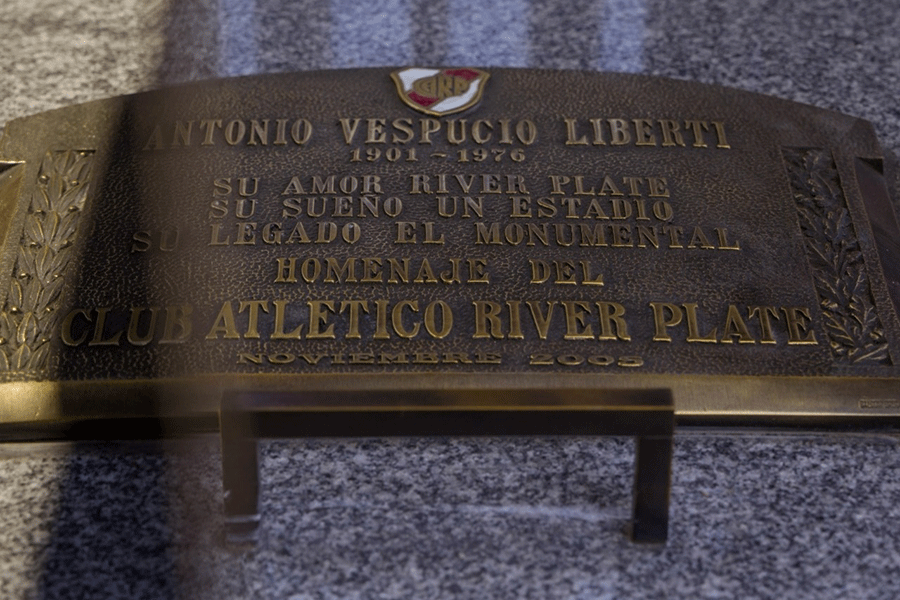 CARP
ANTONIO VESPUCIO LIBERTI
1901 - 1976
SU AMOR RIVER PLATE
SU SUEÑO UN ESTADIO
SU LEGADO EL MONUMENTAL
HOMENAJE DEL
CLUB ATLETICO RIVER PLATE
NOVIEMBRE 2005